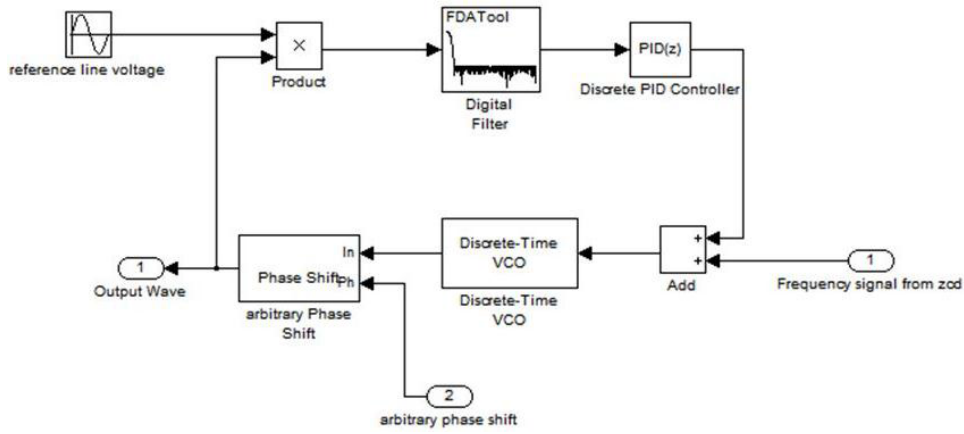 FDATool
×
PID(z)
reference line voltage
Product
Digital
Filter
Discrete PID Controller
In
Phase Shift
Ph
Discrete-Time
VCO
+
+
1
1
Output Wave
arbitrary Phase
Shift
Discrete-Time
VCO
Add
Frequency signal from zcd
2
arbitrary phase shift